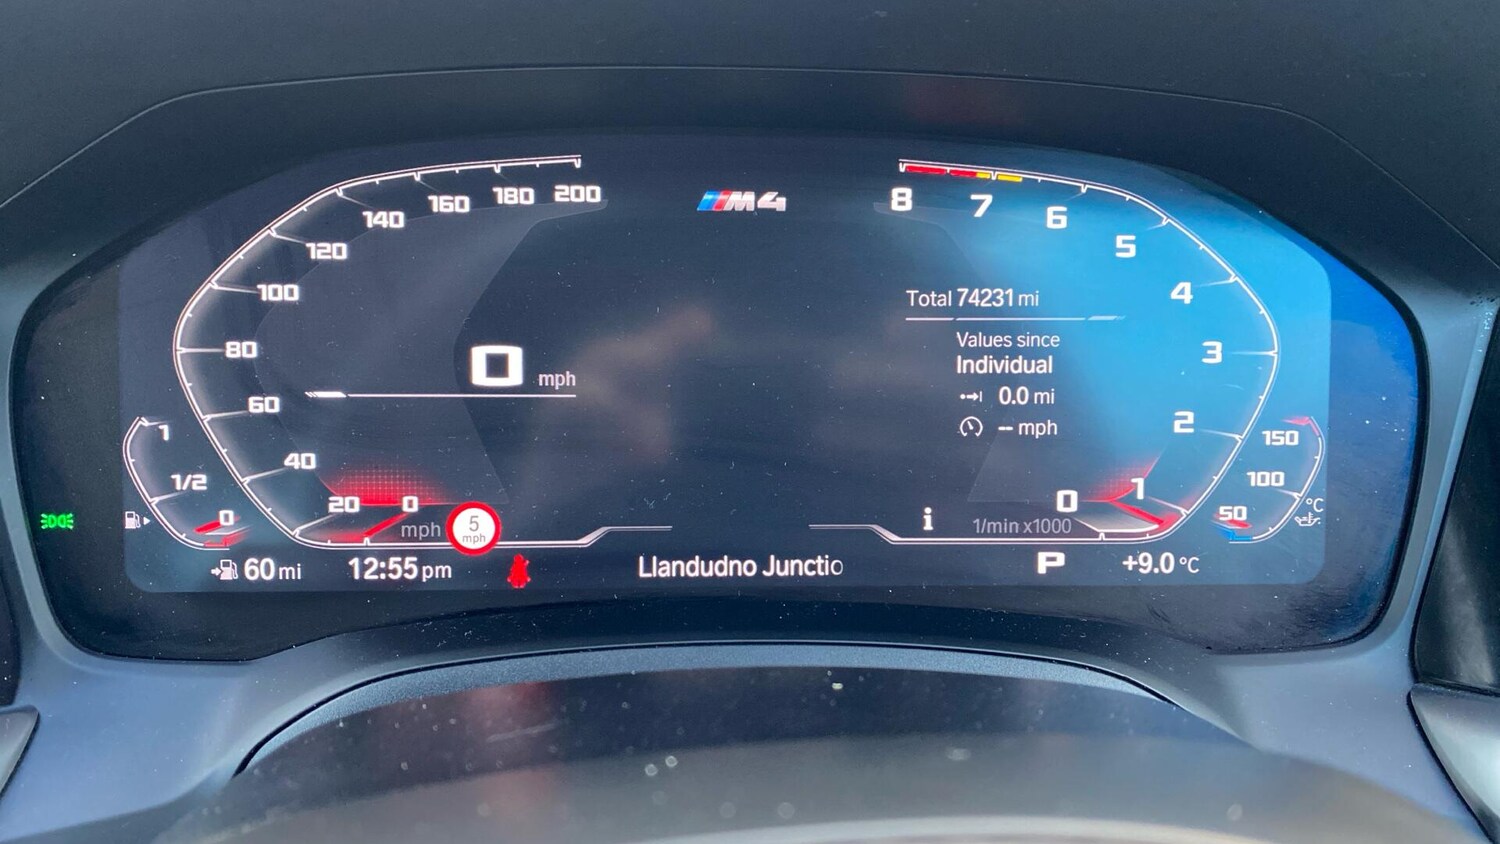 M4
200
180
160
140
120
100
80
60
40
20
0
mph
0 mph
5
mph
8
7
6
5
4
3
2
1
0
1/min x1000
Total 74231 mi
Values since
Individual
0.0 mi
-- mph
1
1/2
0
150
100
50
°C
i
60 mi
12:55 pm
Llandudno Junctio
P
+9.0 °C